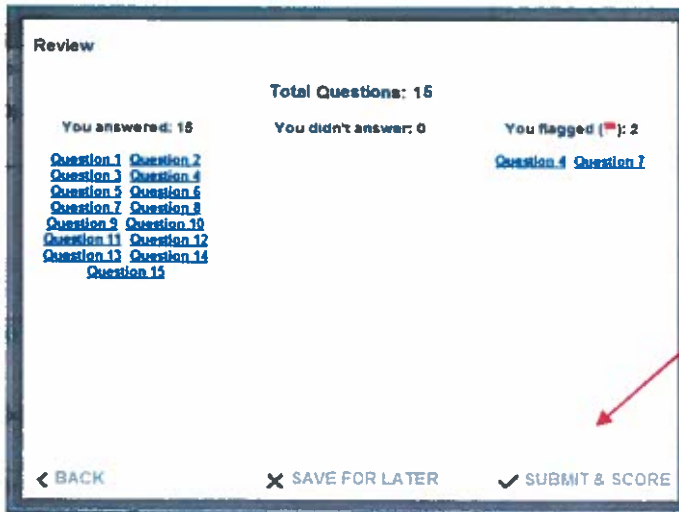 Review
Total Questions: 15
You answered: 15
Question 1 Question 2
Question 3 Question 4
Question 5 Question 6
Question 7 Question 8
Question 9 Question 10
Question 11 Question 12
Question 13 Question 14
Question 15
You didn't answer: 0
You flagged ( ): 2
Question 4 Question 7
BACK
SAVE FOR LATER
SUBMIT & SCORE